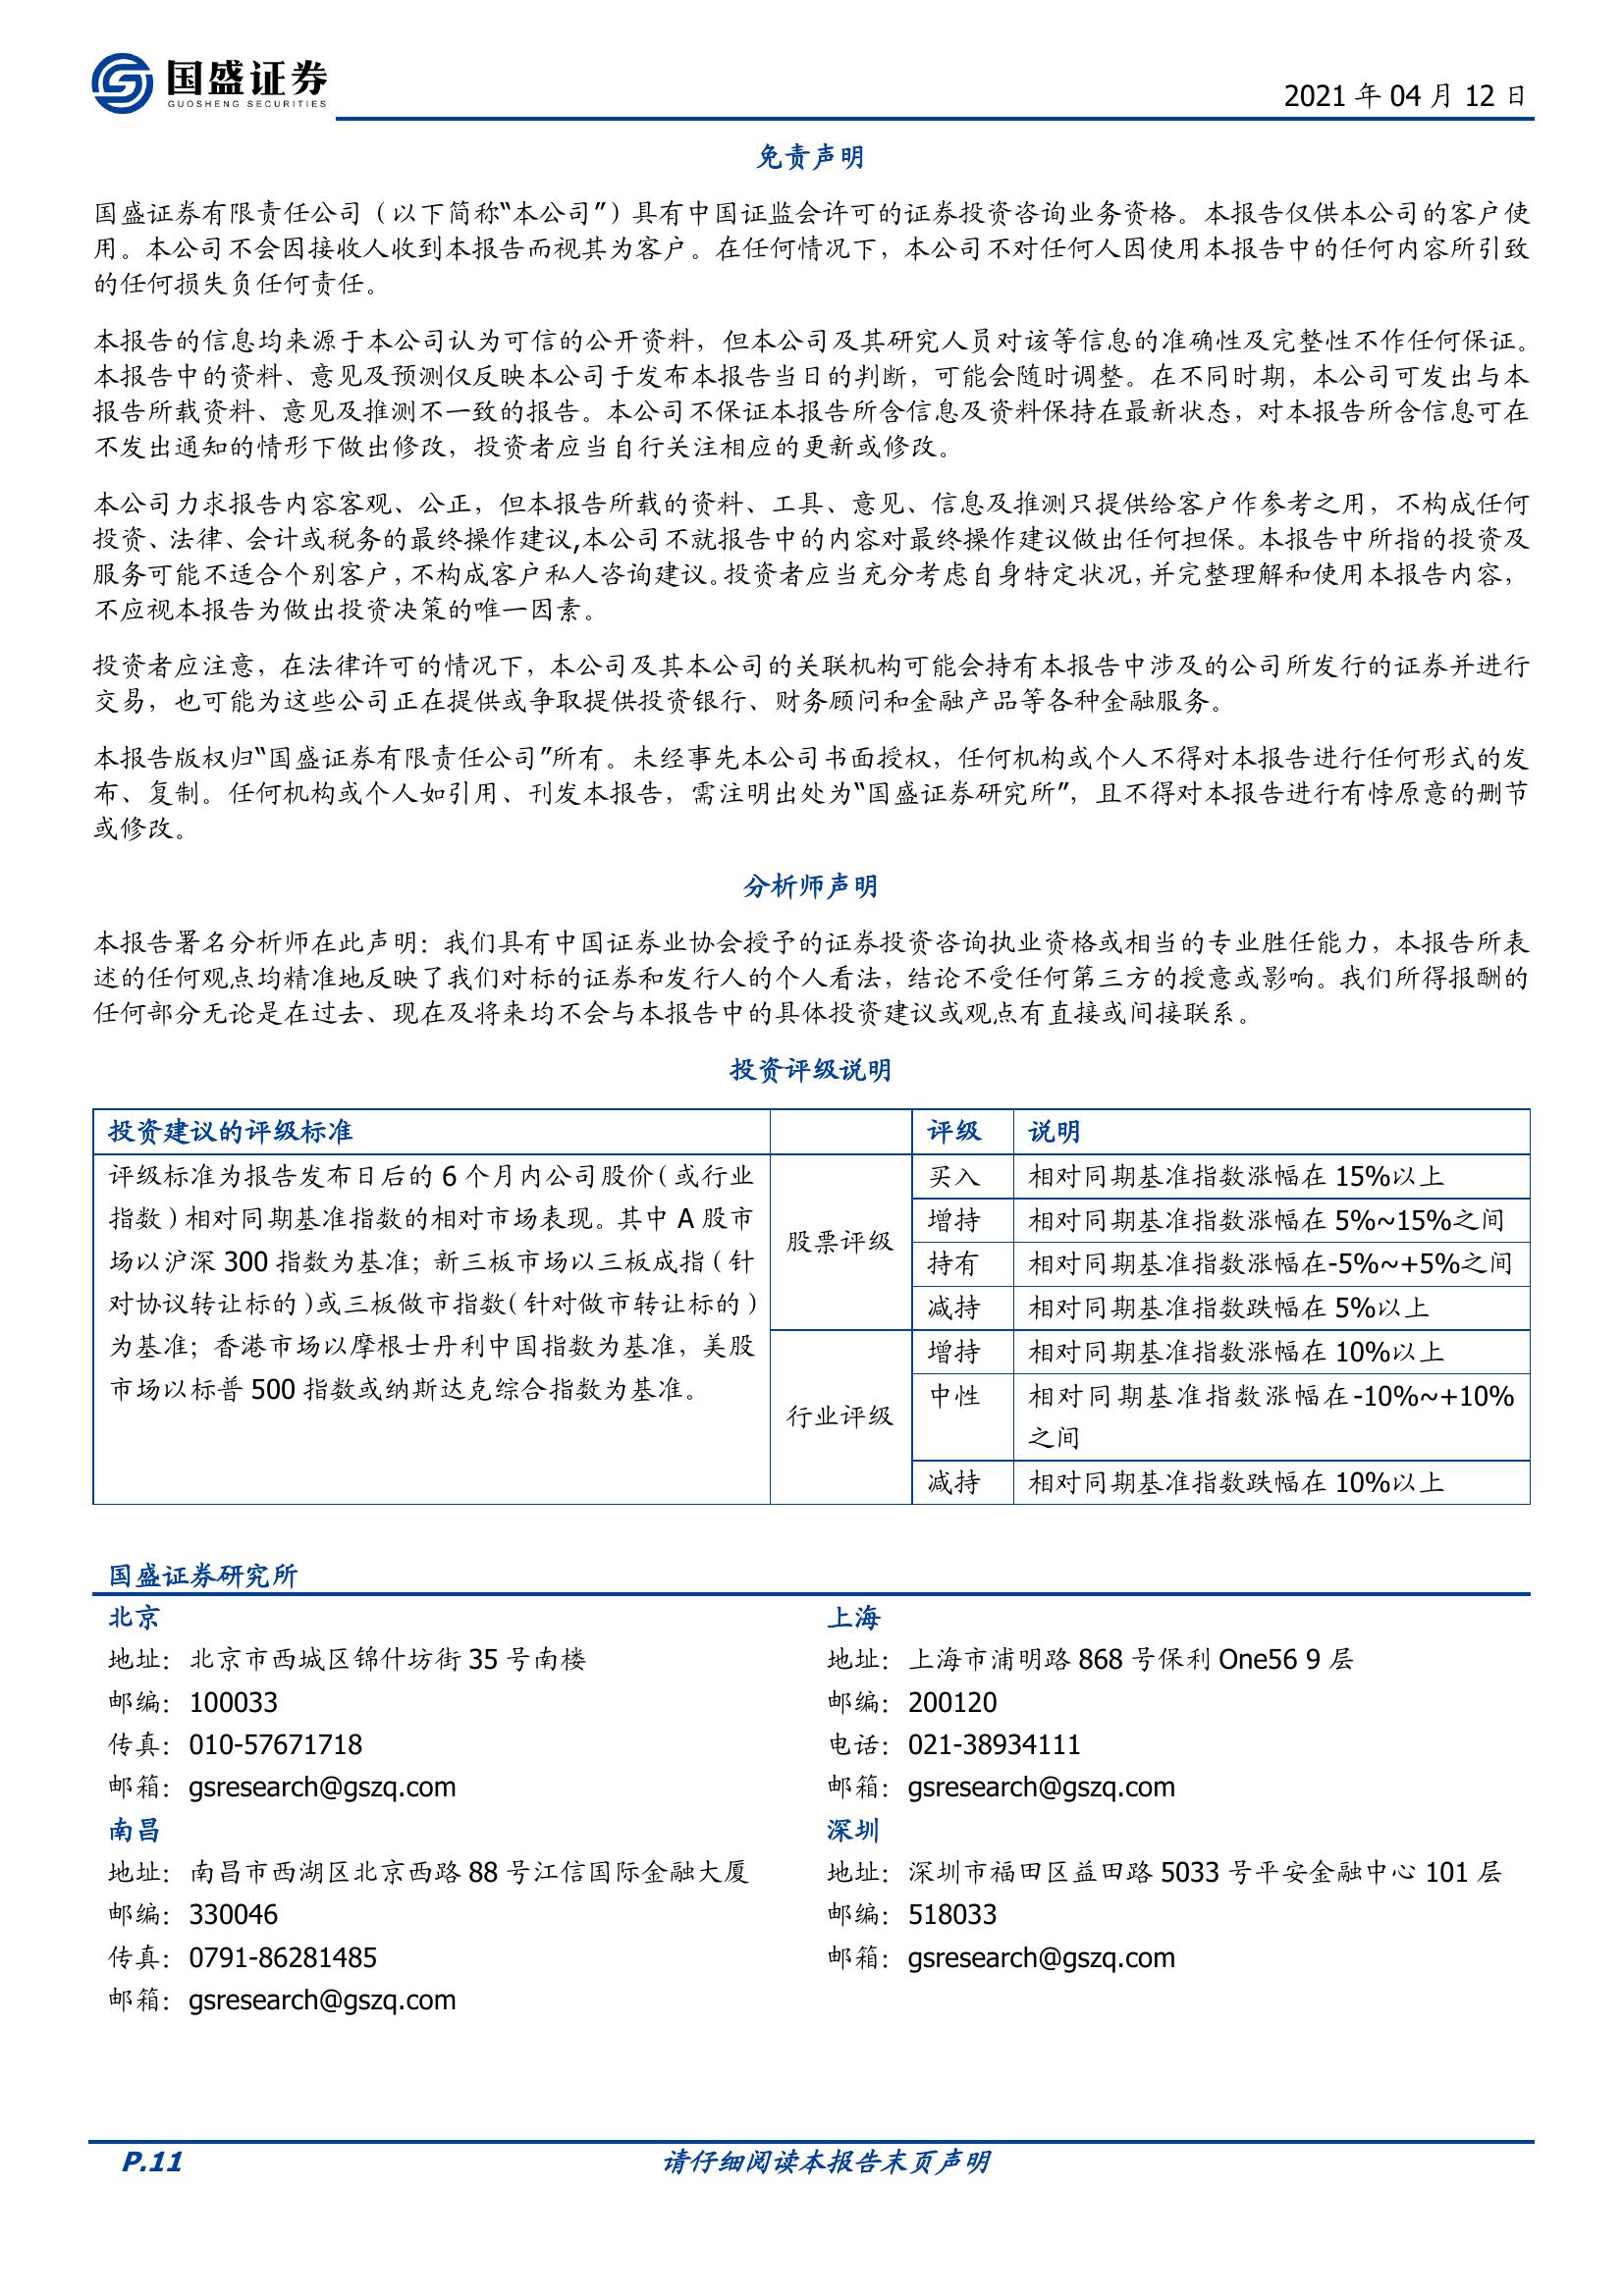 国盛证券
GUOSHENG SECURITIES
2021 年 04 月 12 日
免责声明
国盛证券有限责任公司（以下简称“本公司”）具有中国证监会许可的证券投资咨询业务资格。本报告仅供本公司的客户使
用。本公司不会因接收人收到本报告而视其为客户。在任何情况下，本公司不对任何人因使用本报告中的任何内容所引致
的任何损失负任何责任。
本报告的信息均来源于本公司认为可信的公开资料，但本公司及其研究人员对该等信息的准确性及完整性不作任何保证。
本报告中的资料、意见及预测仅反映本公司于发布本报告当日的判断，可能会随时调整。在不同时期，本公司可发出与本
报告所载资料、意见及推测不一致的报告。本公司不保证本报告所含信息及资料保持在最新状态，对本报告所含信息可在
不发出通知的情形下做出修改，投资者应当自行关注相应的更新或修改。
本公司力求报告内容客观、公正，但本报告所载的资料、工具、意见、信息及推测只提供给客户作参考之用，不构成任何
投资、法律、会计或税务的最终操作建议,本公司不就报告中的内容对最终操作建议做出任何担保。本报告中所指的投资及
服务可能不适合个别客户，不构成客户私人咨询建议。投资者应当充分考虑自身特定状况，并完整理解和使用本报告内容，
不应视本报告为做出投资决策的唯一因素。
投资者应注意，在法律许可的情况下，本公司及其本公司的关联机构可能会持有本报告中涉及的公司所发行的证券并进行
交易，也可能为这些公司正在提供或争取提供投资银行、财务顾问和金融产品等各种金融服务。
本报告版权归“国盛证券有限责任公司”所有。未经事先本公司书面授权，任何机构或个人不得对本报告进行任何形式的发
布、复制。任何机构或个人如引用、刊发本报告，需注明出处为“国盛证券研究所”，且不得对本报告进行有悖原意的删节
或修改。
分析师声明
本报告署名分析师在此声明：我们具有中国证券业协会授予的证券投资咨询执业资格或相当的专业胜任能力，本报告所表
述的任何观点均精准地反映了我们对标的证券和发行人的个人看法，结论不受任何第三方的授意或影响。我们所得报酬的
任何部分无论是在过去、现在及将来均不会与本报告中的具体投资建议或观点有直接或间接联系。
投资评级说明
投资建议的评级标准 评级 说明
评级标准为报告发布日后的 6 个月内公司股价（或行业
指数）相对同期基准指数的相对市场表现。其中 A 股市
场以沪深 300 指数为基准；新三板市场以三板成指（针
对协议转让标的）或三板做市指数（针对做市转让标的）
为基准；香港市场以摩根士丹利中国指数为基准，美股
市场以标普 500 指数或纳斯达克综合指数为基准。
股票评级
买入 相对同期基准指数涨幅在 15%以上
增持 相对同期基准指数涨幅在 5%~15%之间
持有 相对同期基准指数涨幅在-5%~+5%之间
减持 相对同期基准指数跌幅在 5%以上
行业评级
增持 相对同期基准指数涨幅在 10%以上
中性 相对同期基准指数涨幅在-10%~+10%
之间
减持 相对同期基准指数跌幅在 10%以上
国盛证券研究所
北京
地址：北京市西城区锦什坊街 35 号南楼
邮编：100033
传真：010-57671718
邮箱：gsresearch@gszq.com
上海
地址：上海市浦明路 868 号保利 One56 9 层
邮编：200120
电话：021-38934111
邮箱：gsresearch@gszq.com
南昌
地址：南昌市西湖区北京西路 88 号江信国际金融大厦
邮编：330046
传真：0791-86281485
邮箱：gsresearch@gszq.com
深圳
地址：深圳市福田区益田路 5033 号平安金融中心 101 层
邮编：518033
邮箱：gsresearch@gszq.com
P.11
请仔细阅读本报告末页声明